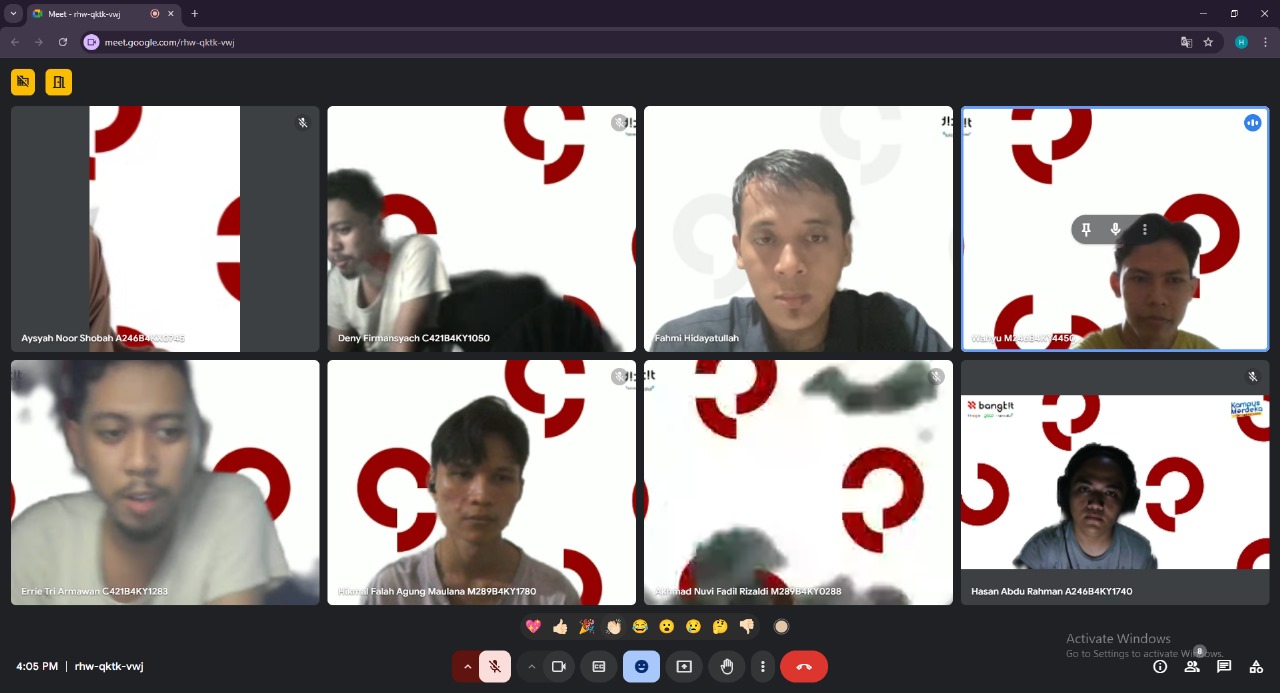 Meet - rhw-qktk-vwj
meet.google.com/rhw-qktk-vwj
H
Aysyah Noor Shobah A246B4KX0745
Deny Firmansyach C421B4KY1050
Fahmi Hidayatullah
Wahyu M246B4KY4450
Errie Tri Armawan C421B4KY1283
Hikmal Falah Agung Maulana M289B4KY1780
Akhmad Nuvi Fadil Rizaldi M289B4KY0288
bangk!t
Kampus
Merdeka
Hasan Abdu Rahman A246B4KY1740
4:05 PM | rhw-qktk-vwj
Activate Windows
Go to Settings to activate Windows.
8